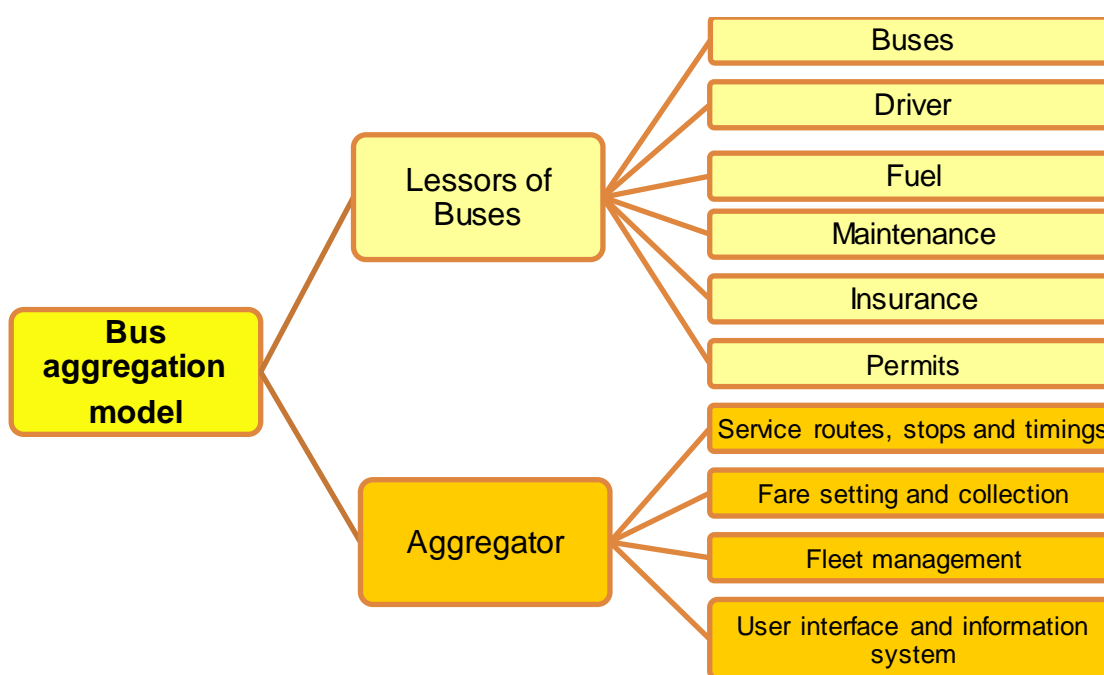 Bus
aggregation
model
Lessors of
Buses
Buses
Driver
Fuel
Maintenance
Insurance
Permits
Aggregator
Service routes, stops and timings
Fare setting and collection
Fleet management
User interface and information
system